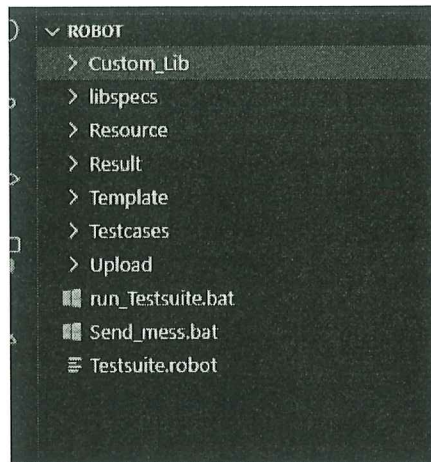 ROBOT
Custom_Lib
libspecs
Resource
Result
Template
Testcases
Upload
run_Testsuite.bat
Send_mess.bat
Testsuite.robot